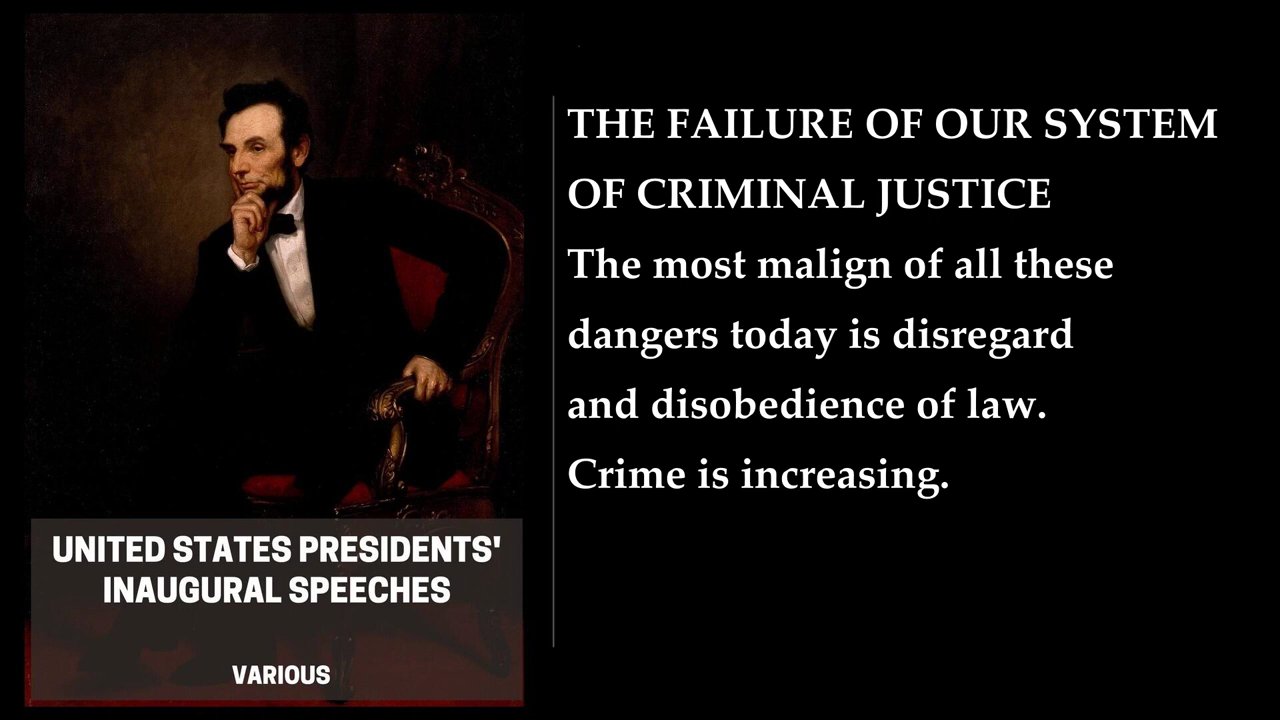 THE FAILURE OF OUR SYSTEM
OF CRIMINAL JUSTICE
The most malign of all these
dangers today is disregard
and disobedience of law.
Crime is increasing.
UNITED STATES PRESIDENTS'
INAUGURAL SPEECHES
VARIOUS